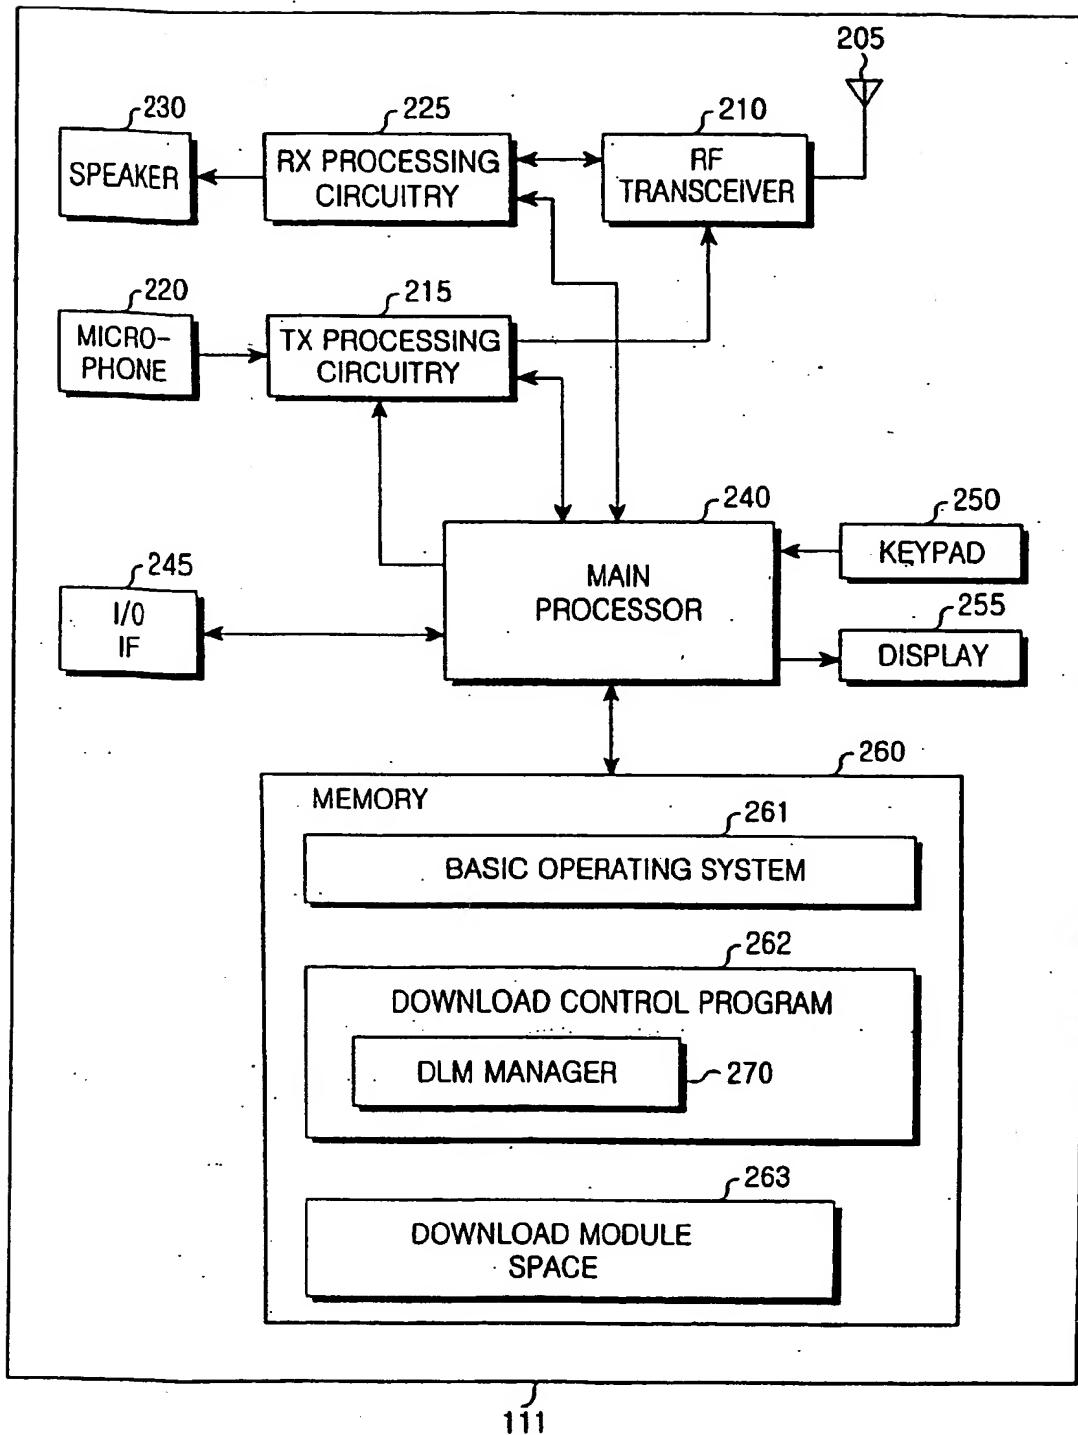 205
230
225
210
SPEAKER
RX PROCESSING
CIRCUITRY
RF
TRANSCEIVER
220
215
MICRO-
PHONE
TX PROCESSING
CIRCUITRY
240
250
MAIN
PROCESSOR
KEYPAD
245
I/O
IF
255
DISPLAY
260
MEMORY
261
BASIC OPERATING SYSTEM
262
DOWNLOAD CONTROL PROGRAM
DLM MANAGER
270
263
DOWNLOAD MODULE
SPACE
111